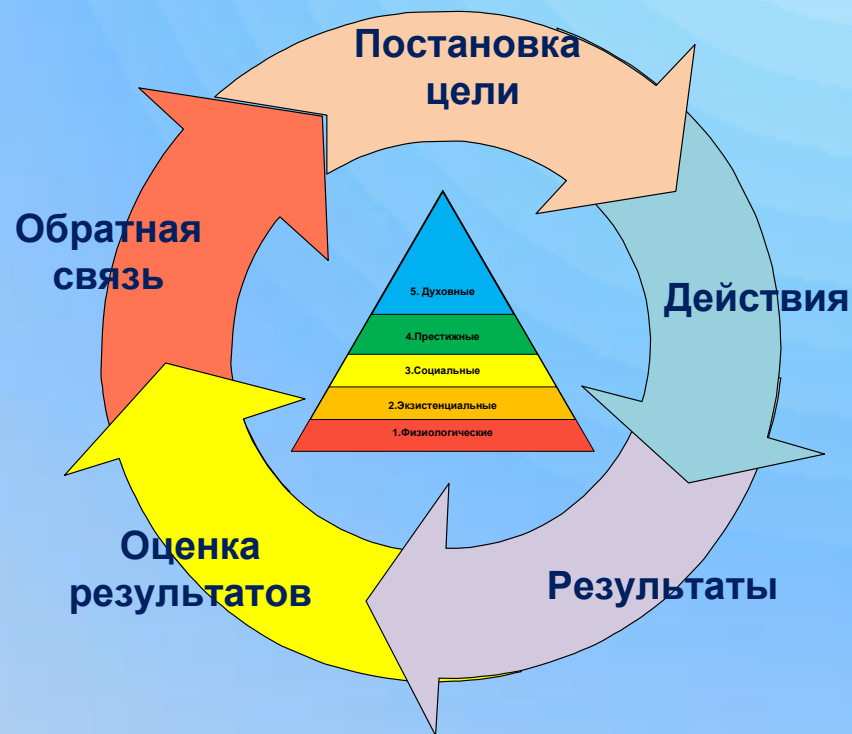 Постановка
цели
Действия
Результаты
Оценка
результатов
Обратная
связь
5. Духовные
4.Престижные
3.Социальные
2.Экзистенциальные
1.Физиологические